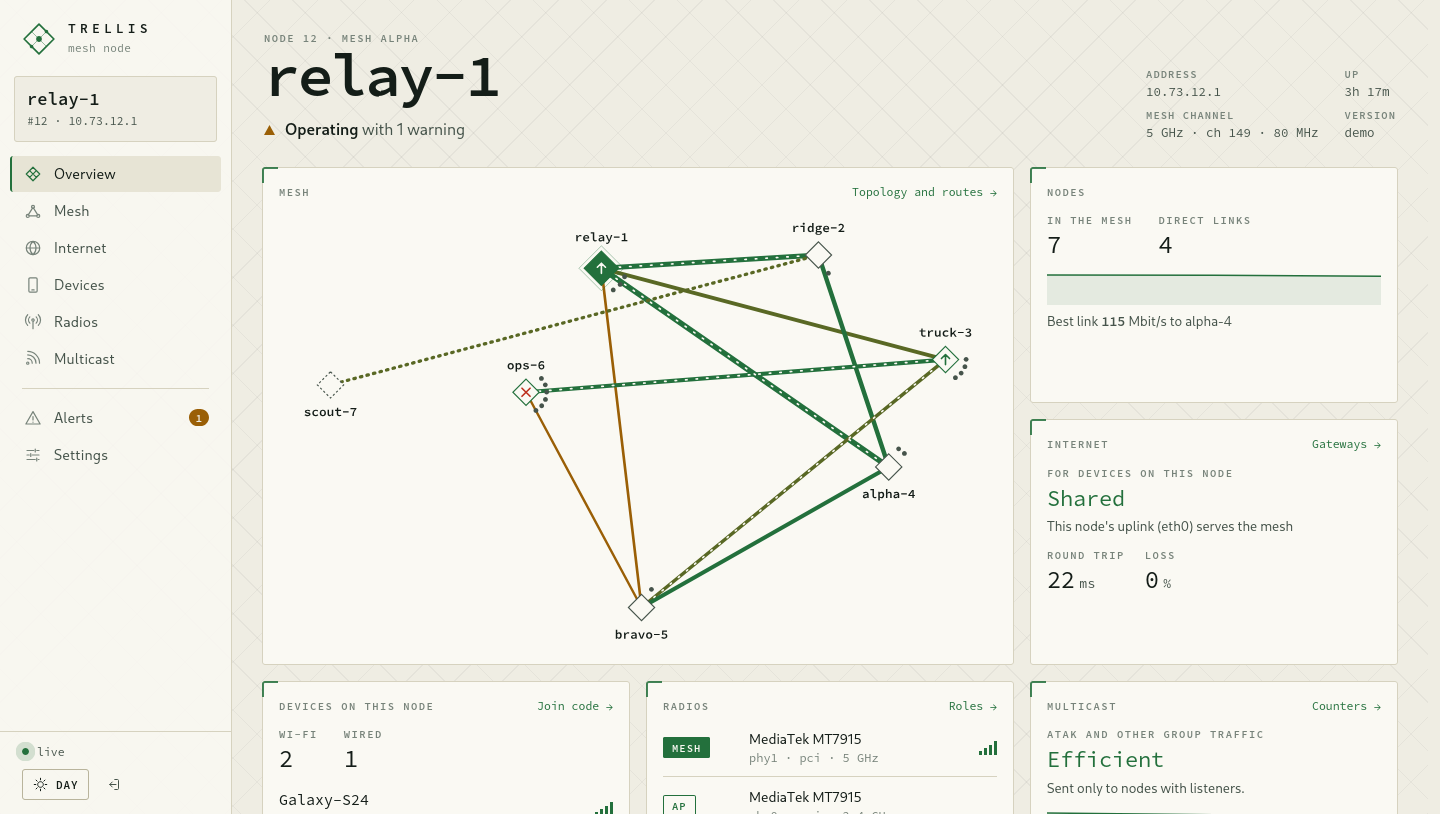 TRELLIS
mesh node
relay-1
#12 · 10.73.12.1
Overview
Mesh
Internet
Devices
Radios
Multicast
Alerts
1
Settings
live
DAY
NODE 12 · MESH ALPHA
relay-1
Operating with 1 warning
ADDRESS
10.73.12.1
UP
3h 17m
MESH CHANNEL
5 GHz · ch 149 · 80 MHz
VERSION
demo
MESH
Topology and routes →
relay-1
ridge-2
truck-3
ops-6
scout-7
alpha-4
bravo-5
NODES
IN THE MESH
7
DIRECT LINKS
4
Best link 115 Mbit/s to alpha-4
INTERNET
Gateways →
FOR DEVICES ON THIS NODE
Shared
This node's uplink (eth0) serves the mesh
ROUND TRIP
22 ms
LOSS
0 %
DEVICES ON THIS NODE
Join code →
WI-FI
2
WIRED
1
Galaxy-S24
RADIOS
Roles →
MESH
MediaTek MT7915
phy1 · pci · 5 GHz
AP
MediaTek MT7915
MULTICAST
Counters →
ATAK AND OTHER GROUP TRAFFIC
Efficient
Sent only to nodes with listeners.